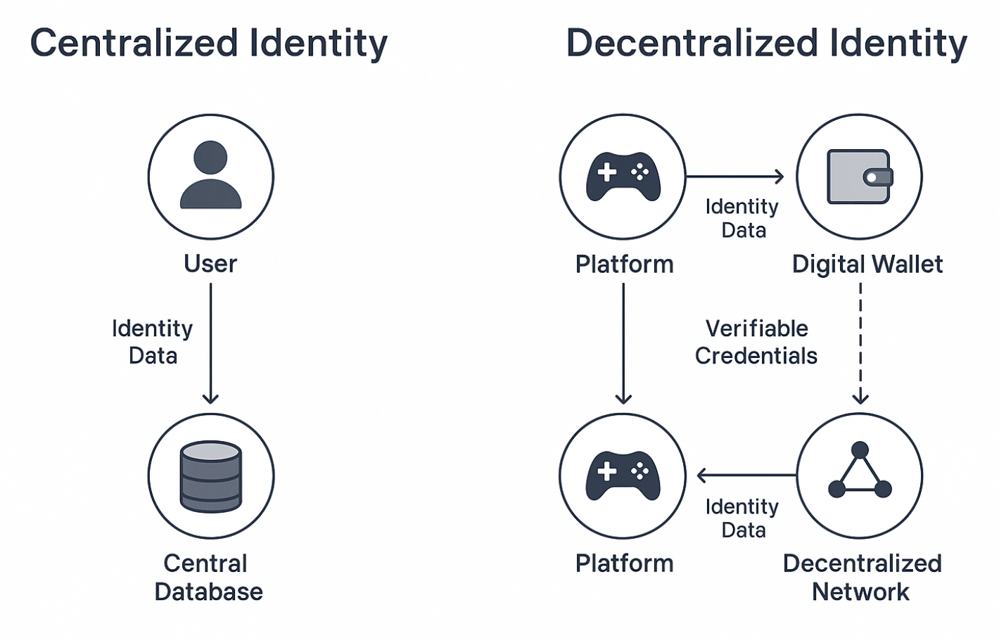 Centralized Identity
User
Identity
Data
Central
Database
Decentralized Identity
Platform
Identity
Data
Digital Wallet
Verifiable
Credentials
Identity
Data
Platform
Decentralized
Network